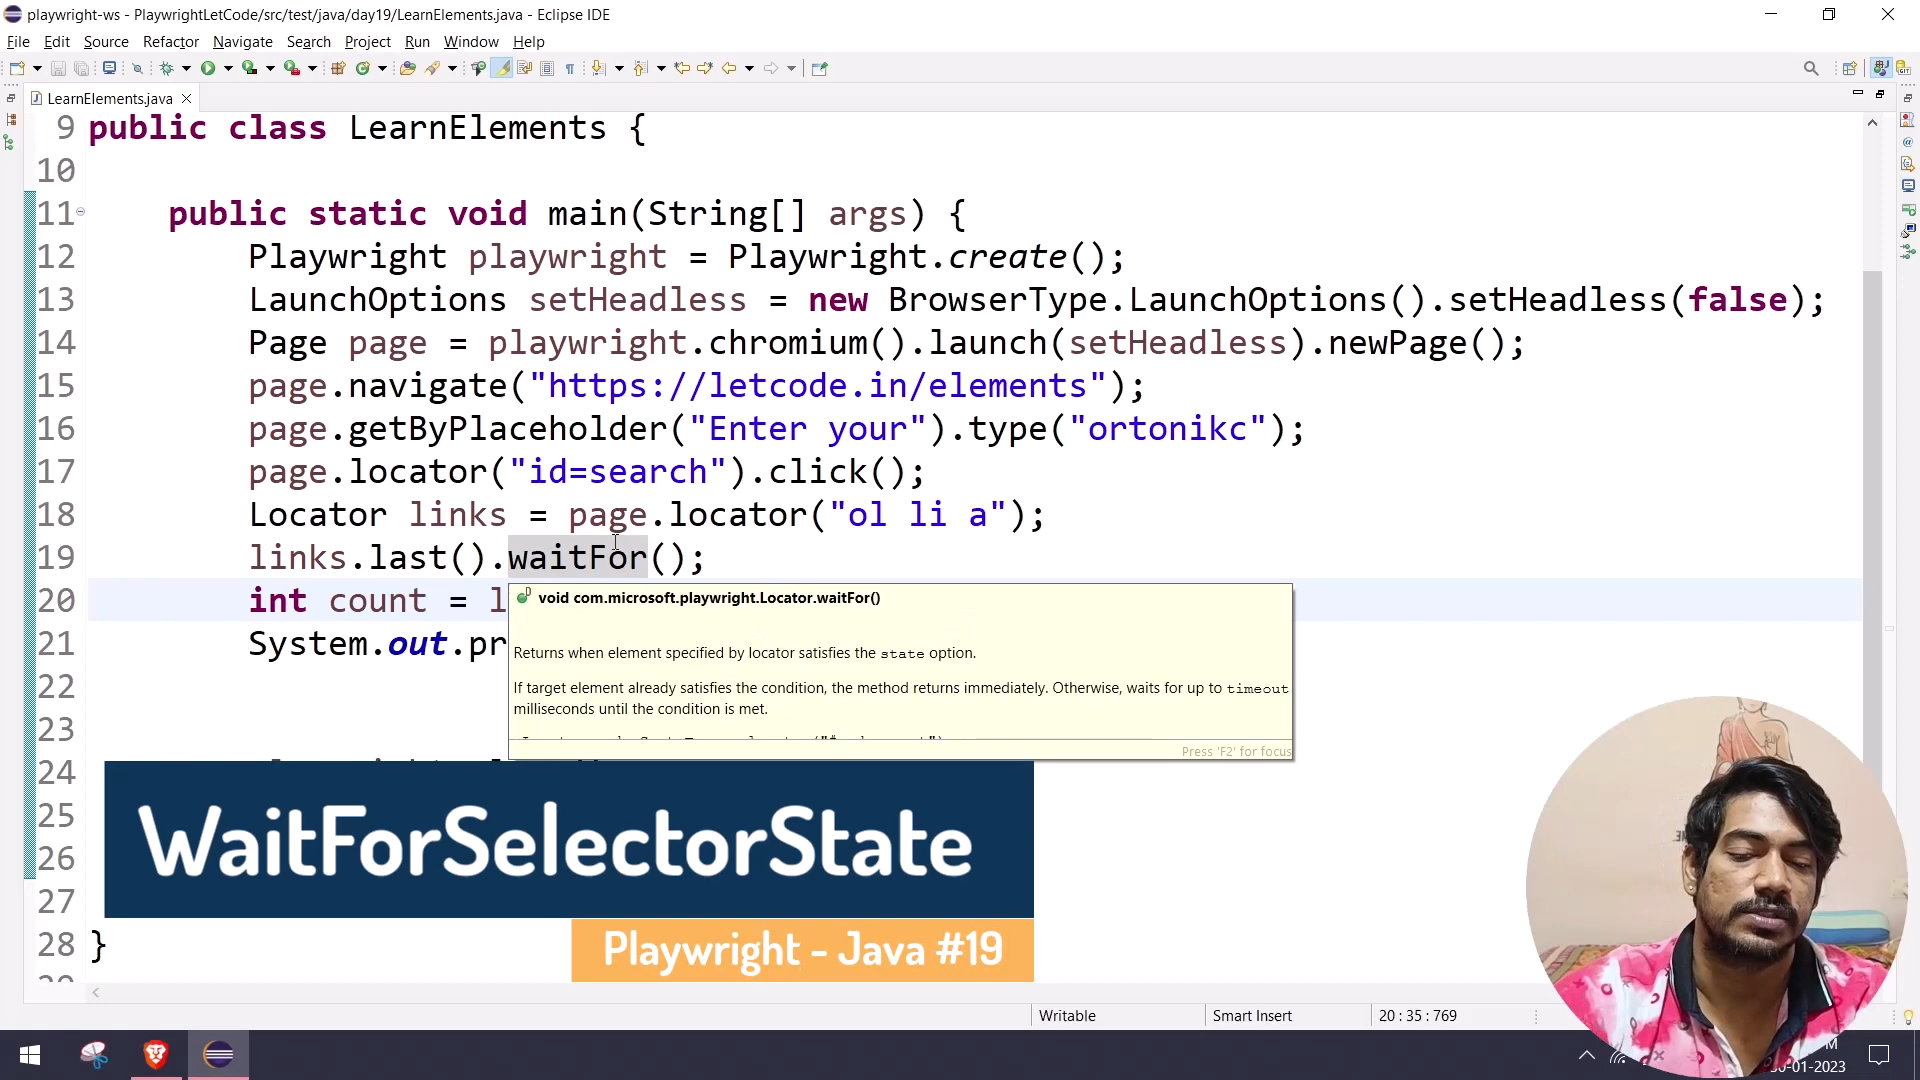 playwright-ws - PlaywrightLetCode/src/test/java/day19/LearnElements.java - Eclipse IDE
File Edit Source Refactor Navigate Search Project Run Window Help
LearnElements.java
9 public class LearnElements {
10
11 public static void main(String[] args) {
12 Playwright playwright = Playwright.create();
13 LaunchOptions setHeadless = new BrowserType.LaunchOptions().setHeadless(false);
14 Page page = playwright.chromium().launch(setHeadless).newPage();
15 page.navigate("https://letcode.in/elements");
16 page.getByPlaceholder("Enter your").type("ortonikc");
17 page.locator("id=search").click();
18 Locator links = page.locator("ol li a");
19 links.last().waitFor();
20 int count = l
21 System.out.pr
void com.microsoft.playwright.Locator.waitFor()
Returns when element specified by locator satisfies the state option.
If target element already satisfies the condition, the method returns immediately. Otherwise, waits for up to timeout
milliseconds until the condition is met.
Press 'F2' for focus
22
23
24
25
26
27
28 }
WaitForSelectorState
Playwright - Java #19
Writable Smart Insert 20 : 35 : 769
M
30-01-2023